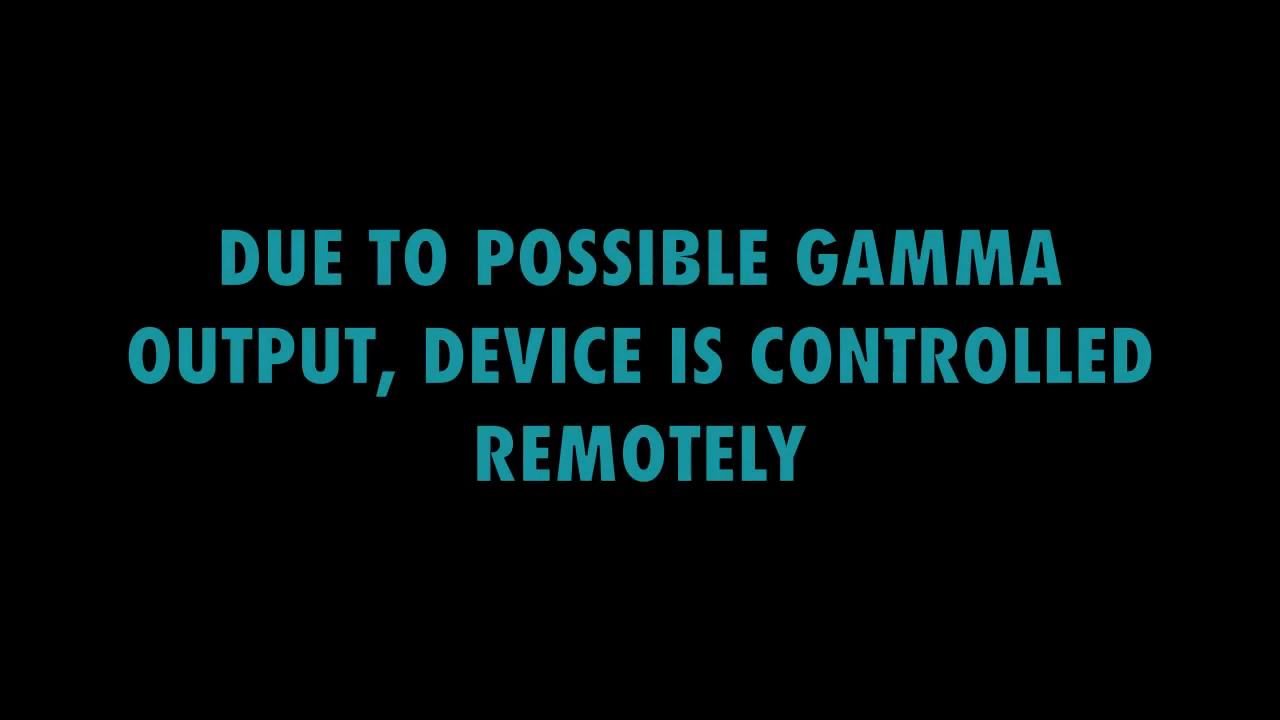 DUE TO POSSIBLE GAMMA
OUTPUT, DEVICE IS CONTROLLED
REMOTELY